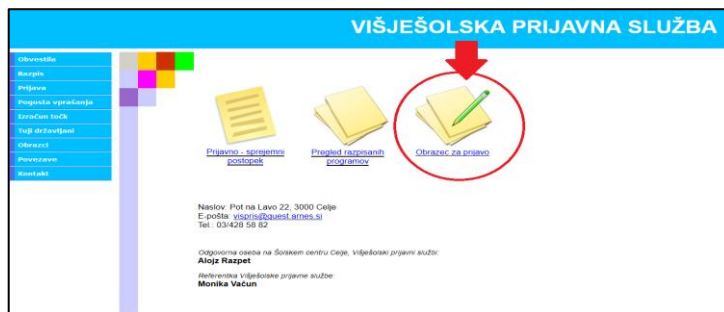 VIŠJEŠOLSKA PRIJAVNA SLUŽBA
Obvestila
Razpis
Prijava
Pogosta vprašanja
Izračun točk
Tuji državljani
Obrazci
Povezave
Kontakt
Prijavno - sprejemni
postopek
Pregled razpisanih
programov
Obrazec za prijavo
Naslov: Pot na Lavo 22, 3000 Celje
E-pošta: vispris@guest.arnes.si
Tel.: 03/428 58 82
Odgovorna oseba na Šolskem centru Celje, Višješolski prijavni službi:
Alojz Razpet
Referentka Višješolske prijavne službe:
Monika Vačun